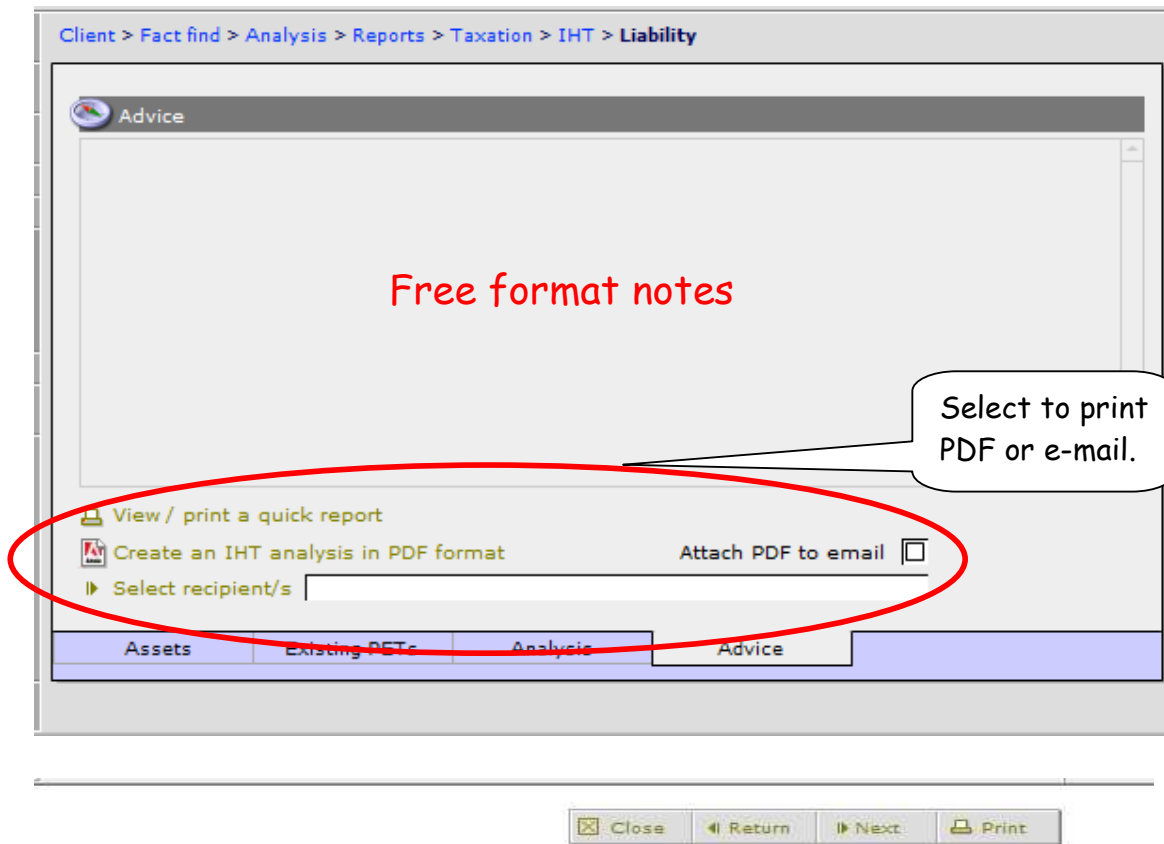 Client > Fact find > Analysis > Reports > Taxation > IHT > Liability
Advice
Free format notes
Select to print
PDF or e-mail.
View / print a quick report
Create an IHT analysis in PDF format
Attach PDF to email
Select recipient/s
Assets
Existing PETs
Analysis
Advice
Close
Return
Next
Print